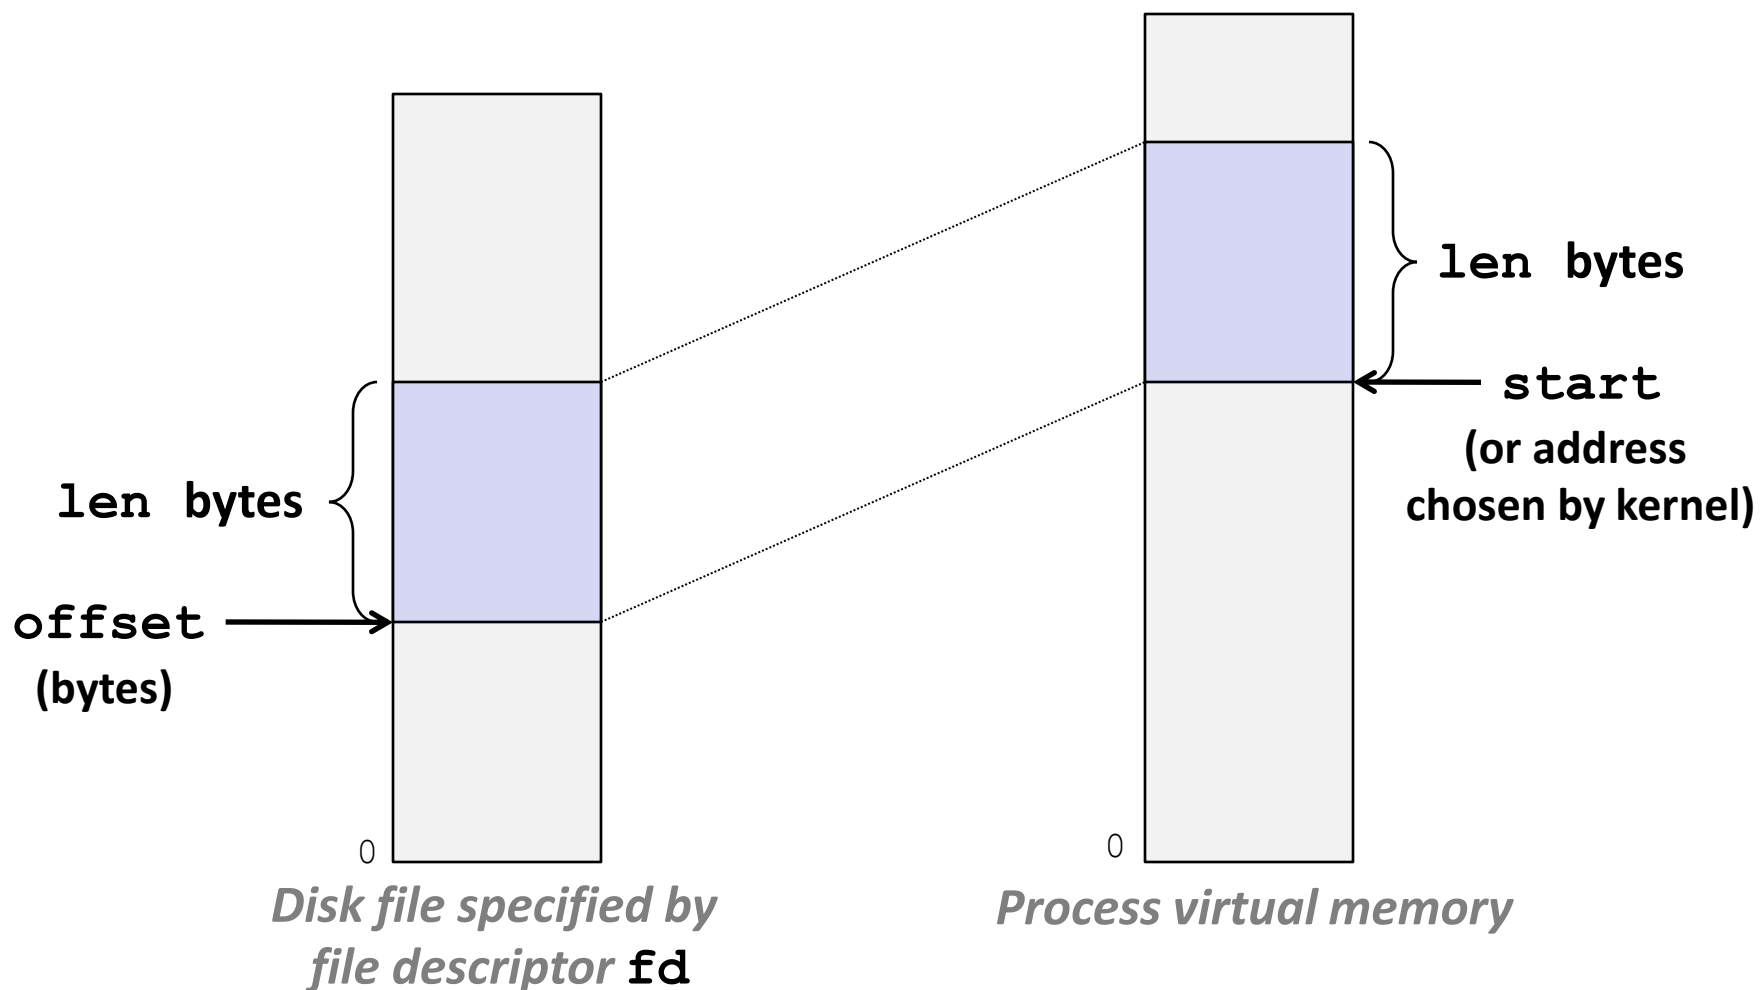 len bytes
offset
(bytes)
0
Disk file specified by
file descriptor fd
len bytes
start
(or address
chosen by kernel)
0
Process virtual memory